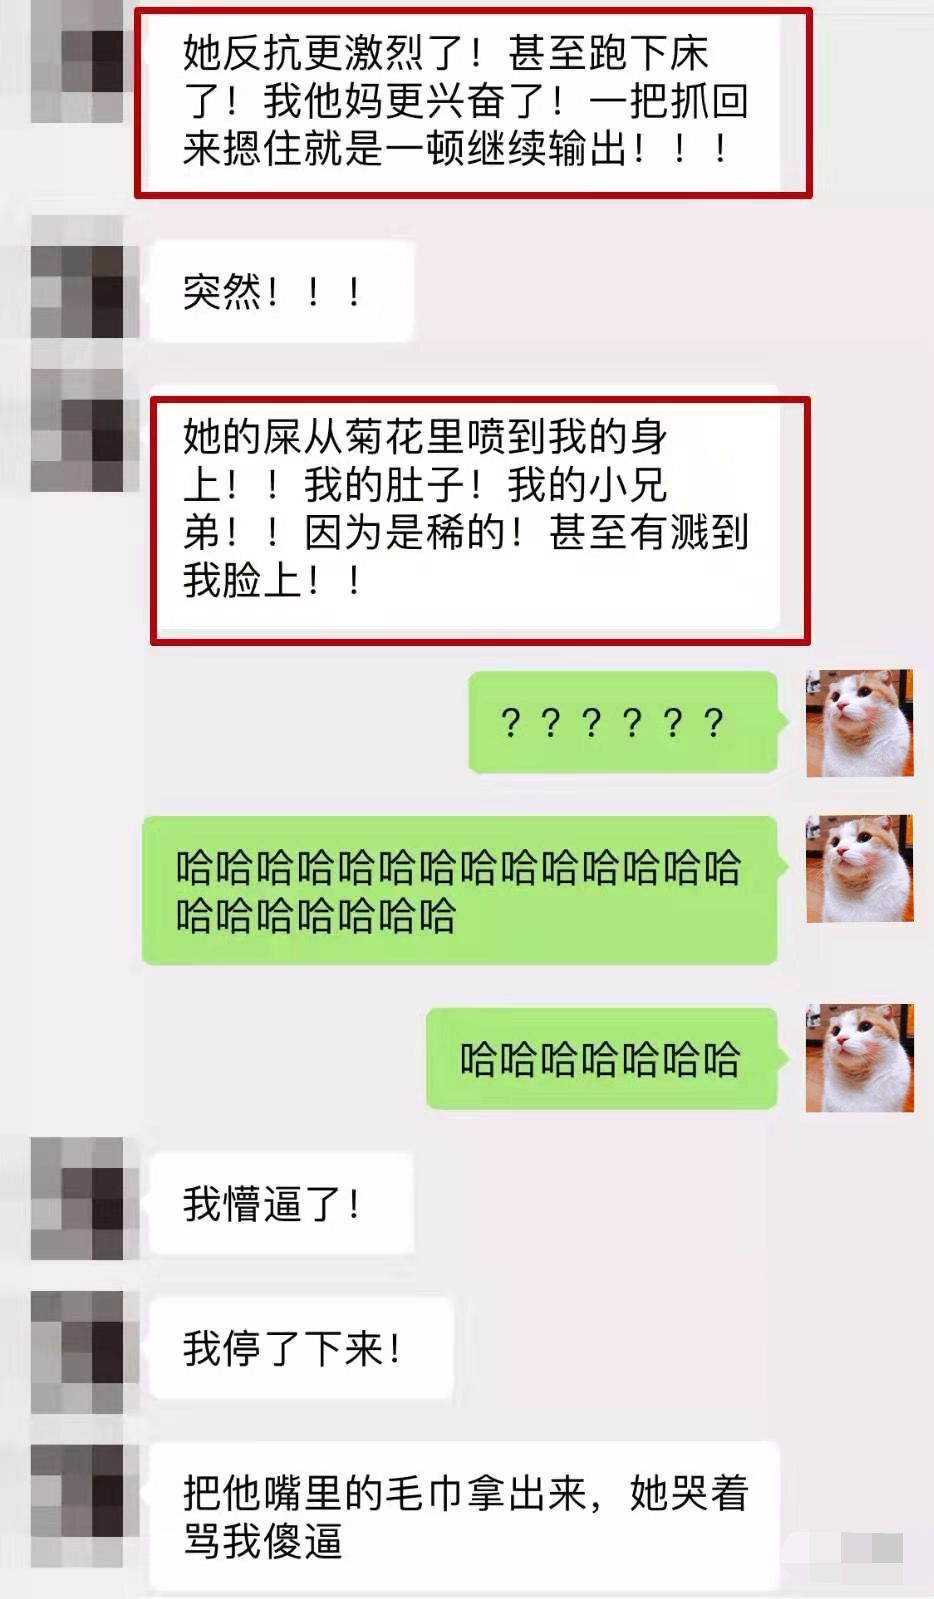 她反抗更激烈了！甚至跑下床
了！我他妈更兴奋了！一把抓回
来摁住就是一顿继续输出！！！
突然！！！
她的屎从菊花里喷到我的身
上！！我的肚子！我的小兄
弟！！因为是稀的！甚至有溅到
我脸上！！
？？？？？？
哈哈哈哈哈哈哈哈哈哈哈哈哈哈
哈哈哈哈哈哈哈
哈哈哈哈哈哈哈
我懵逼了！
我停了下来！
把他嘴里的毛巾拿出来，她哭着
骂我傻逼